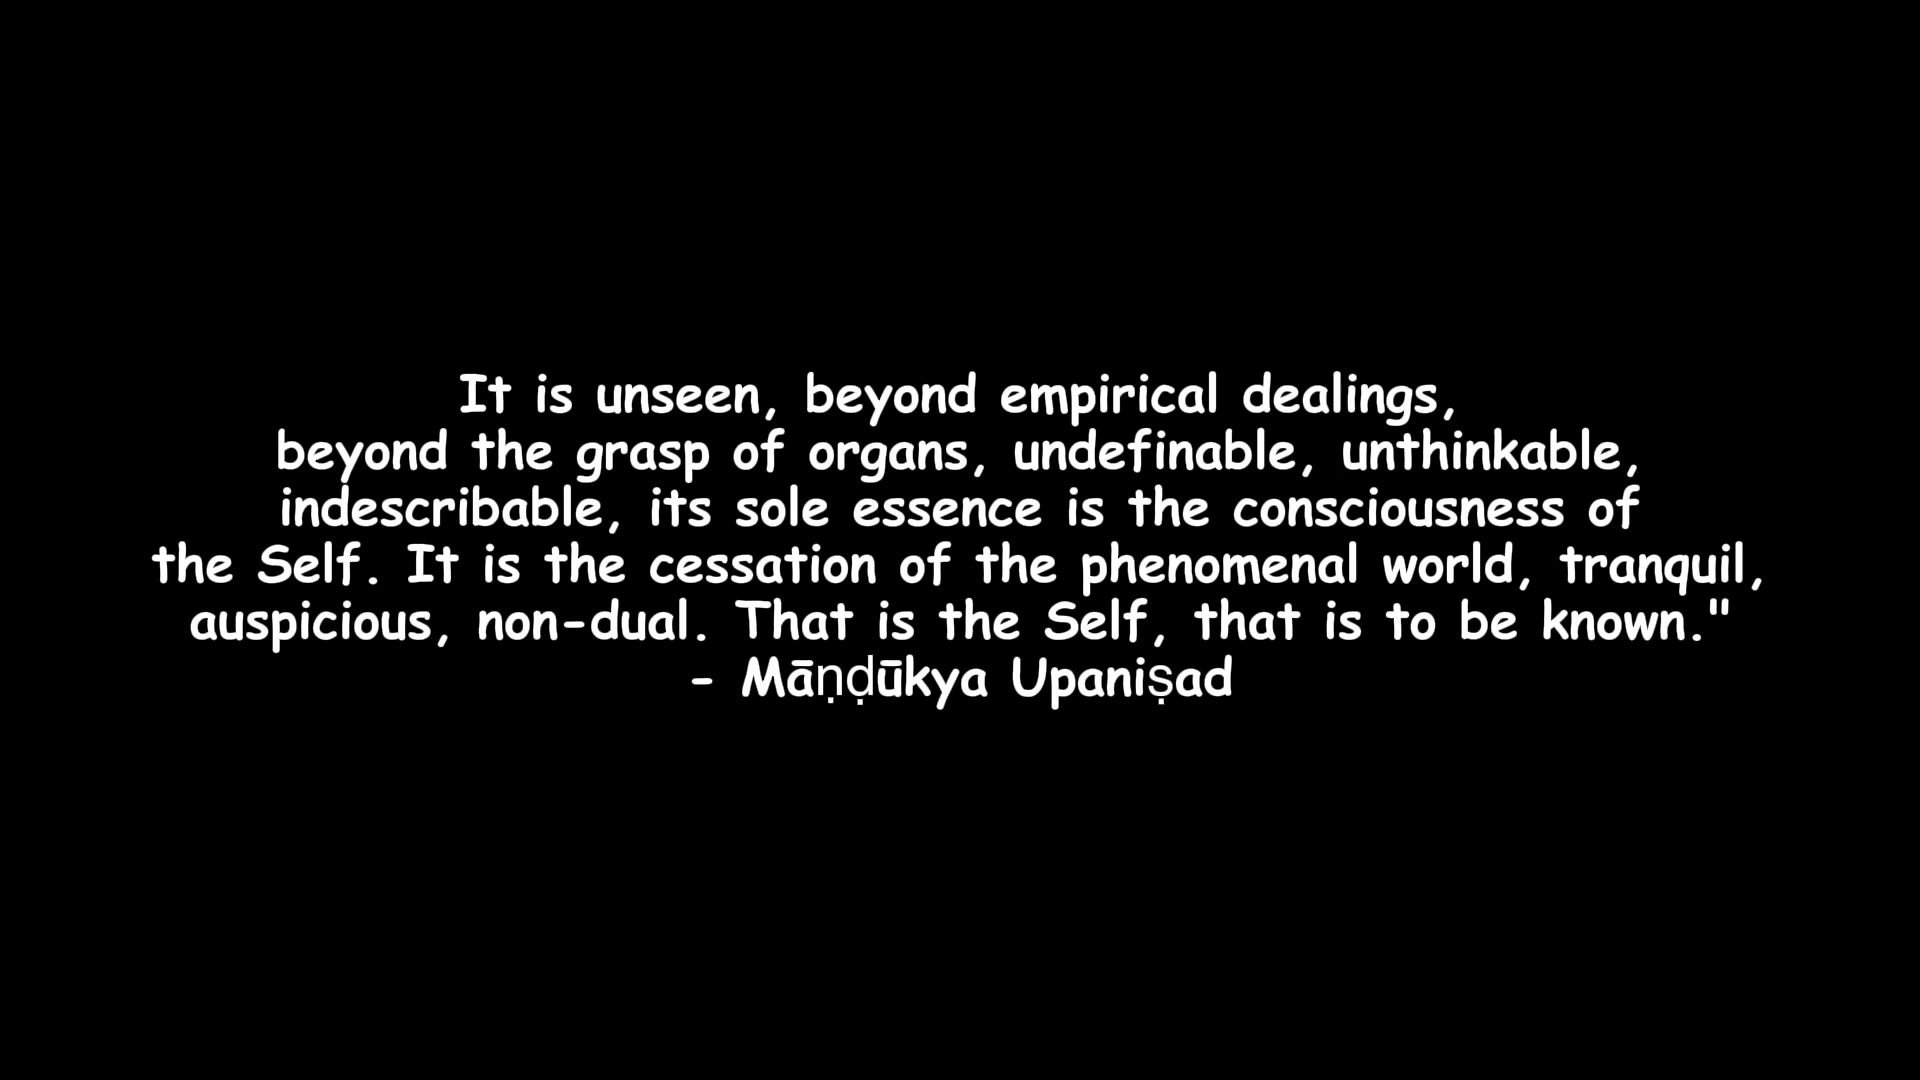 It is unseen, beyond empirical dealings,
beyond the grasp of organs, undefinable, unthinkable,
indescribable, its sole essence is the consciousness of
the Self. It is the cessation of the phenomenal world, tranquil,
auspicious, non-dual. That is the Self, that is to be known."
- Māṇḍūkya Upaniṣad